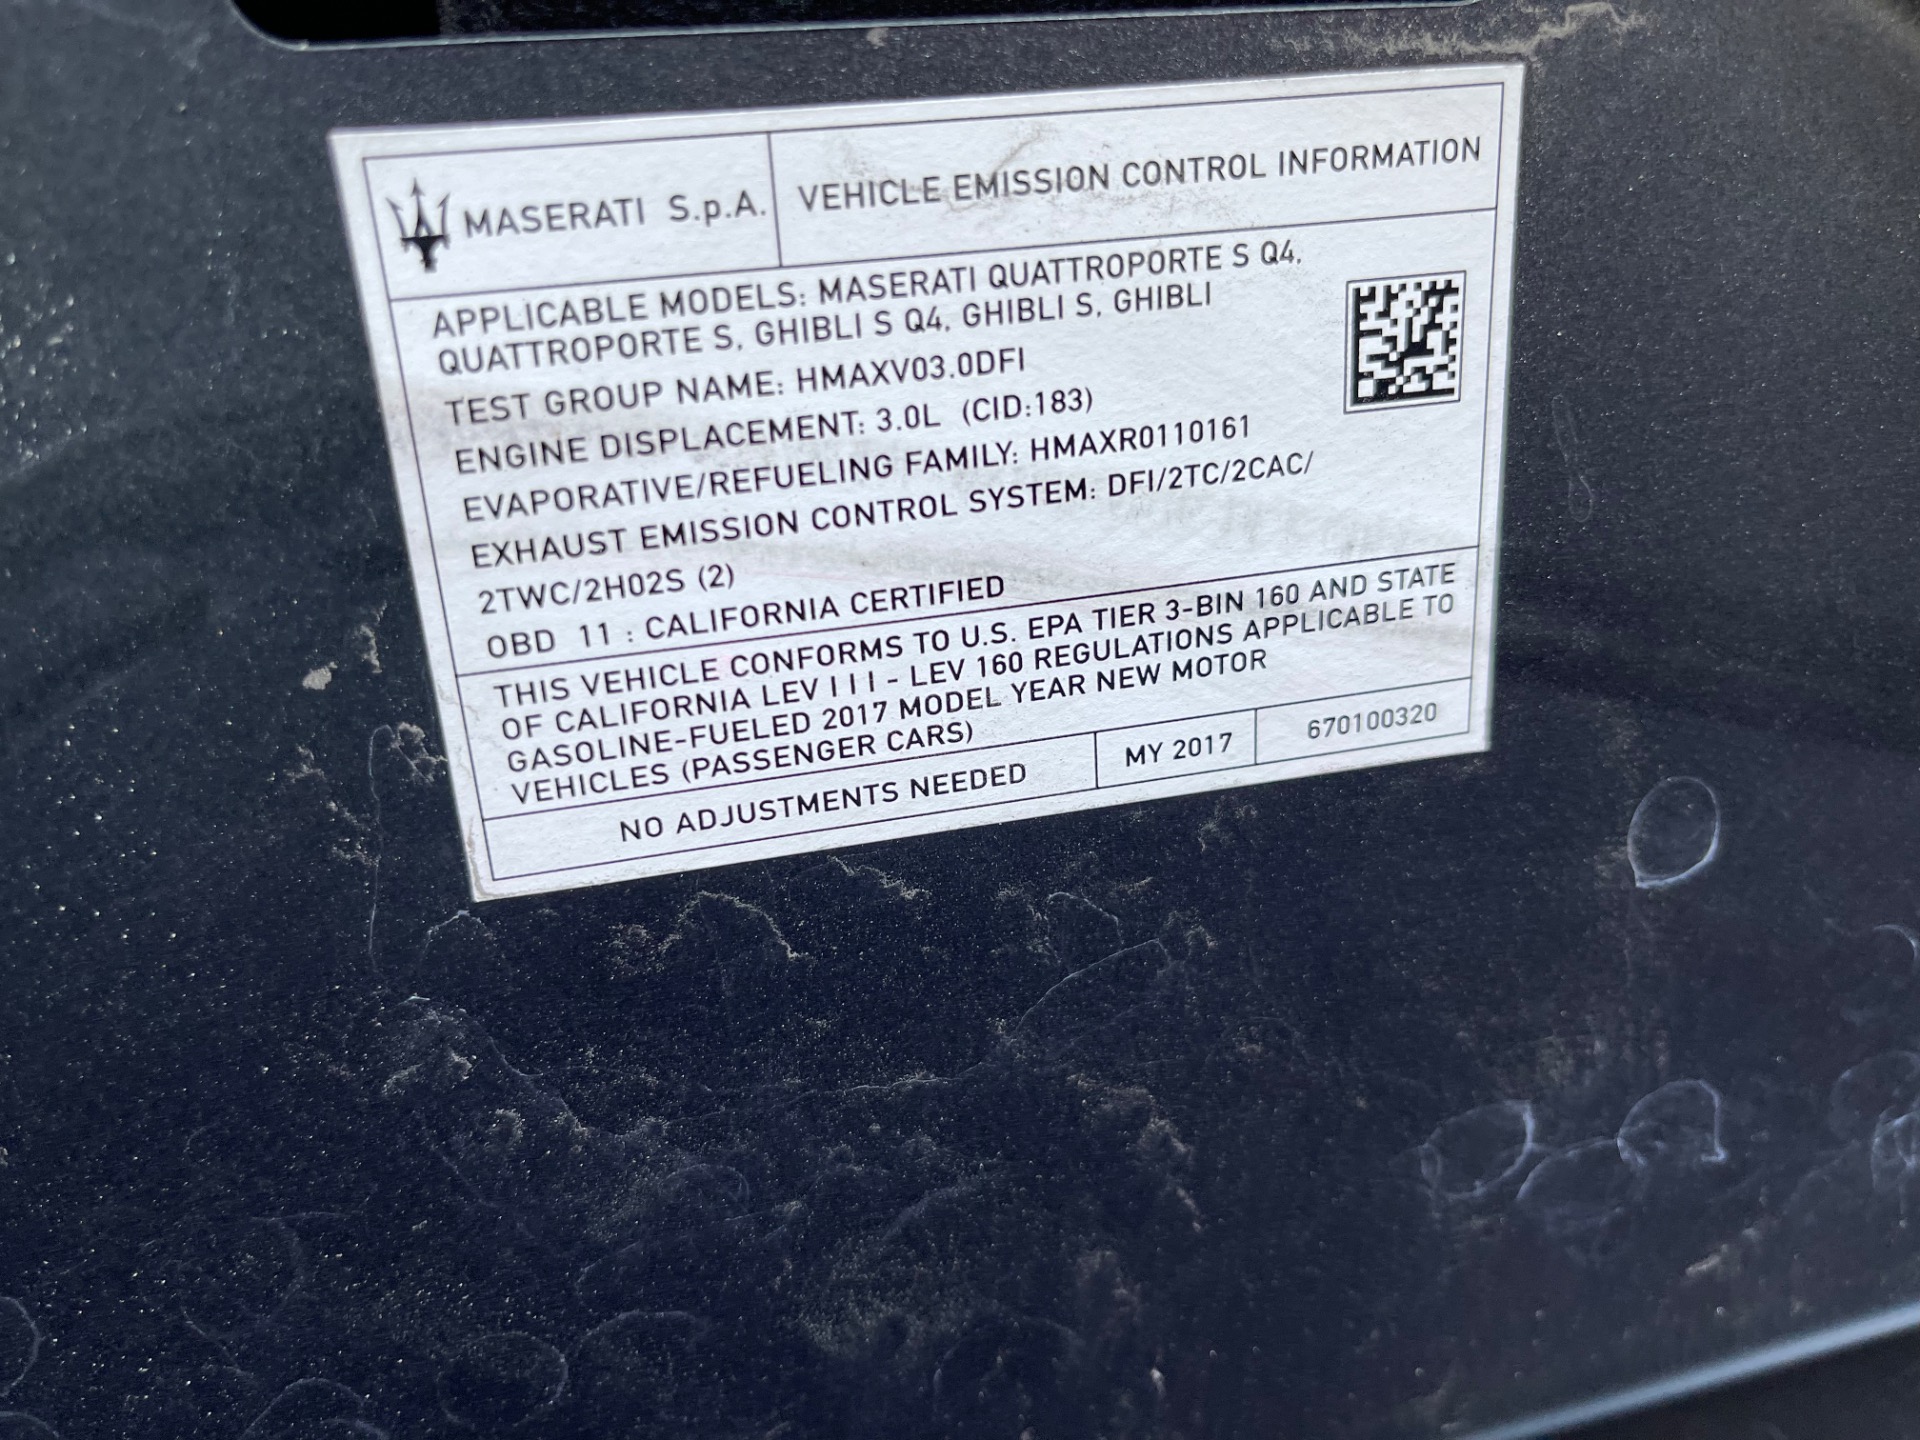 MASERATI S.p.A.
VEHICLE EMISSION CONTROL INFORMATION
APPLICABLE MODELS: MASERATI QUATTROPORTE S Q4,
QUATTROPORTE S, GHIBLI S Q4, GHIBLI S, GHIBLI
TEST GROUP NAME: HMAXV03.0DFI
ENGINE DISPLACEMENT: 3.0L (CID:183)
EVAPORATIVE/REFUELING FAMILY: HMAXR0110161
EXHAUST EMISSION CONTROL SYSTEM: DFI/2TC/2CAC/
2TWC/2HO2S (2)
OBD 11 : CALIFORNIA CERTIFIED
THIS VEHICLE CONFORMS TO U.S. EPA TIER 3-BIN 160 AND STATE
OF CALIFORNIA LEV I I I - LEV 160 REGULATIONS APPLICABLE TO
GASOLINE-FUELED 2017 MODEL YEAR NEW MOTOR
VEHICLES (PASSENGER CARS)
NO ADJUSTMENTS NEEDED
MY 2017
670100320